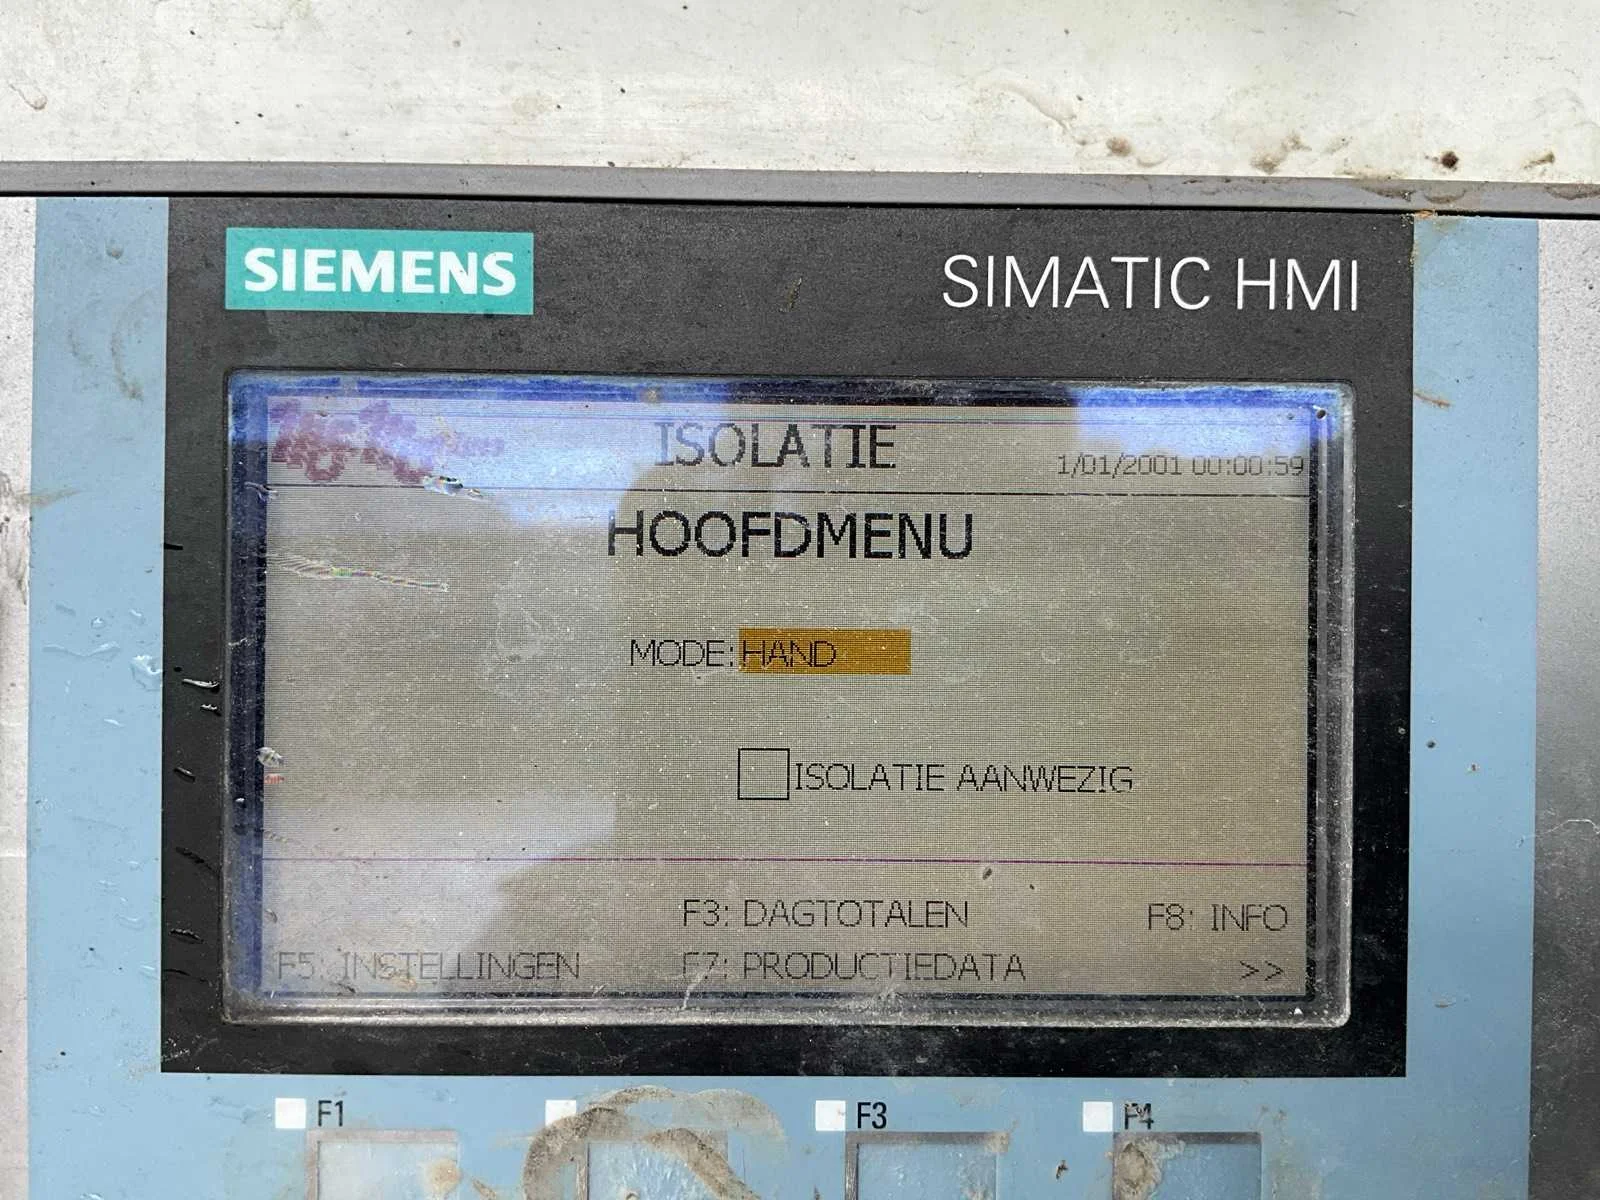 SIEMENS
SIMATIC HMI
ISOLATIE
1/01/2001 00:00:59
HOOFDMENU
MODE: HAND
ISOLATIE AANWEZIG
F3: DAGTOTALEN
F8: INFO
F5: INSTELLINGEN
F7: PRODUCTIEDATA
>>
F1
F3
F4